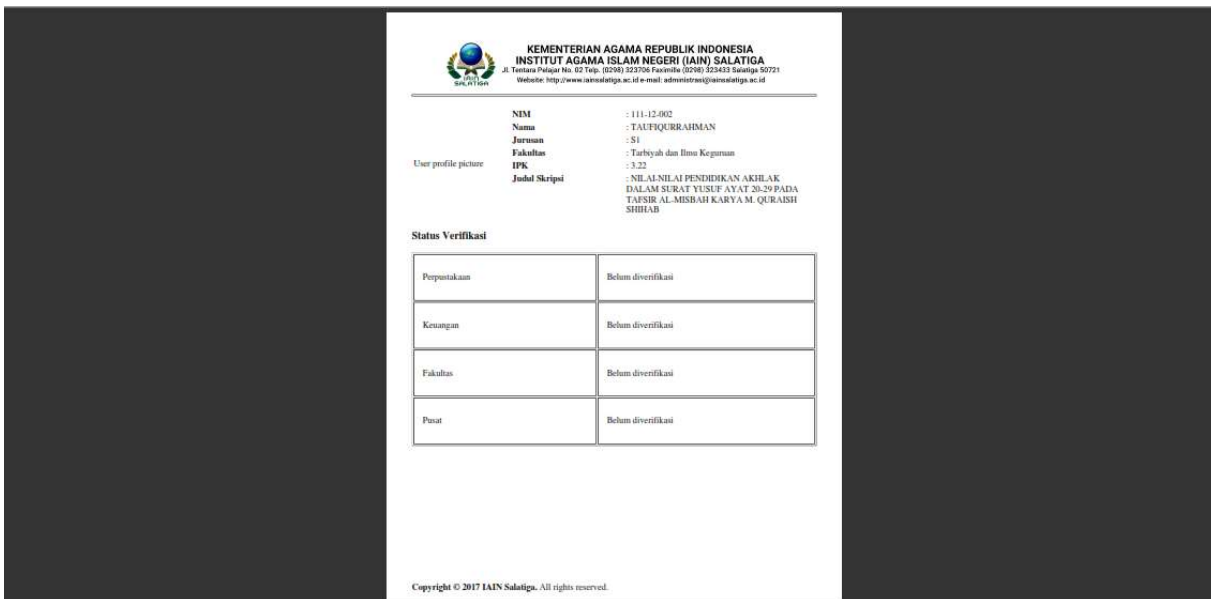 KEMENTERIAN AGAMA REPUBLIK INDONESIA
INSTITUT AGAMA ISLAM NEGERI (IAIN) SALATIGA
Jl. Tentara Pelajar No. 02 Telp. (0298) 323706 Faximille (0298) 323433 Salatiga 50721
Website: http://www.iainsalatiga.ac.id e-mail: administrasi@iainsalatiga.ac.id
IAIN
SALATIGA
User profile picture
NIM : 111-12-002
Nama : TAUFIQURRAHMAN
Jurusan : S1
Fakultas : Tarbiyah dan Ilmu Keguruan
IPK : 3.22
Judul Skripsi : NILAI-NILAI PENDIDIKAN AKHLAK
DALAM SURAT YUSUF AYAT 20-29 PADA
TAFSIR AL-MISBAH KARYA M. QURAISH
SHIHAB
Status Verifikasi
Perpustakaan Belum diverifikasi
Keuangan Belum diverifikasi
Fakultas Belum diverifikasi
Pusat Belum diverifikasi
Copyright © 2017 IAIN Salatiga. All rights reserved.